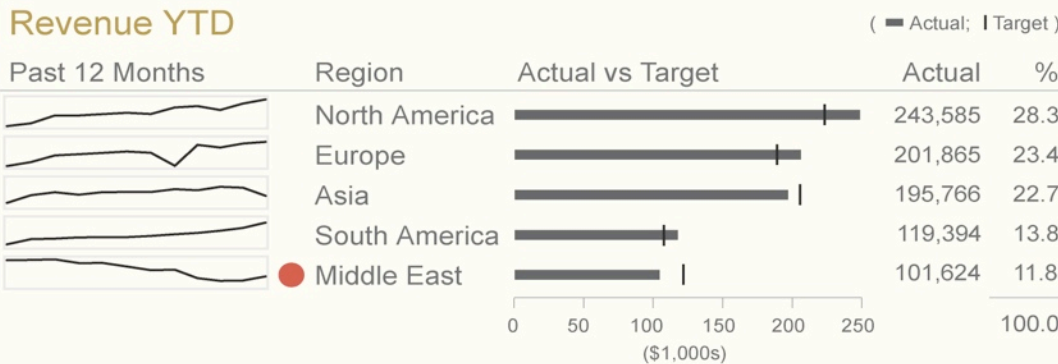 Revenue YTD
( Actual; Target )
Past 12 Months Region Actual vs Target Actual %
North America 243,585 28.3
Europe 201,865 23.4
Asia 195,766 22.7
South America 119,394 13.8
Middle East 101,624 11.8
0 50 100 150 200 250 100.0
($1,000s)